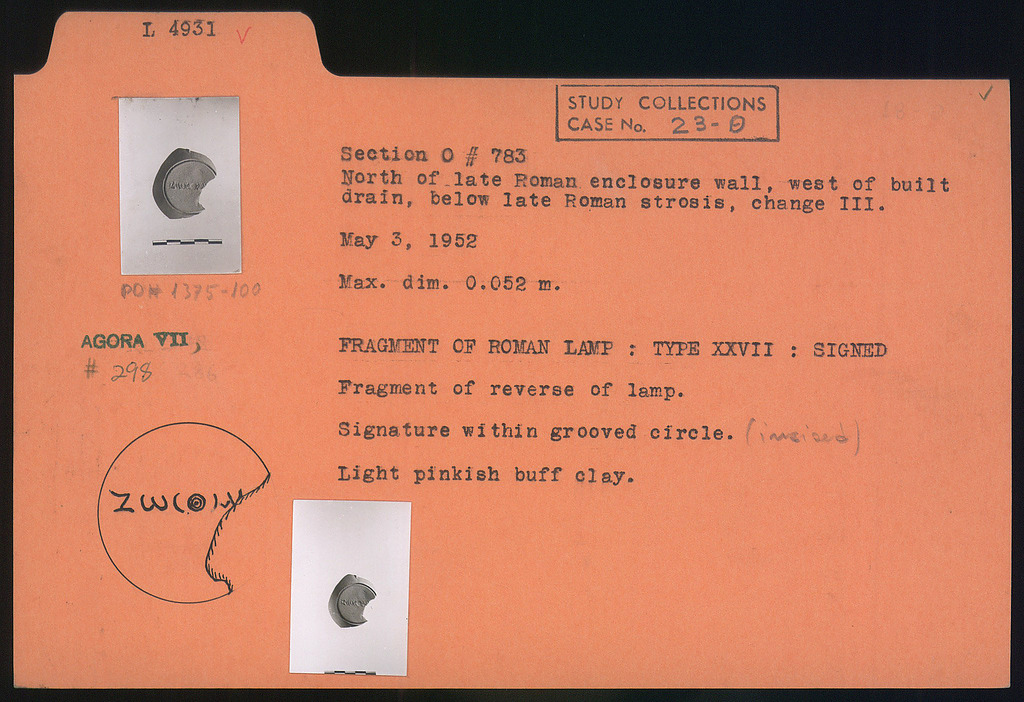 L 4931
STUDY COLLECTIONS
CASE No. 23-Θ
Section O # 783
North of late Roman enclosure wall, west of built
drain, below late Roman strosis, change III.
May 3, 1952
Max. dim. 0.052 m.
PO# 1375-100
AGORA VII,
# 298
FRAGMENT OF ROMAN LAMP : TYPE XXVII : SIGNED
Fragment of reverse of lamp.
Signature within grooved circle. (incised)
Light pinkish buff clay.
ΖѠ(Ο)